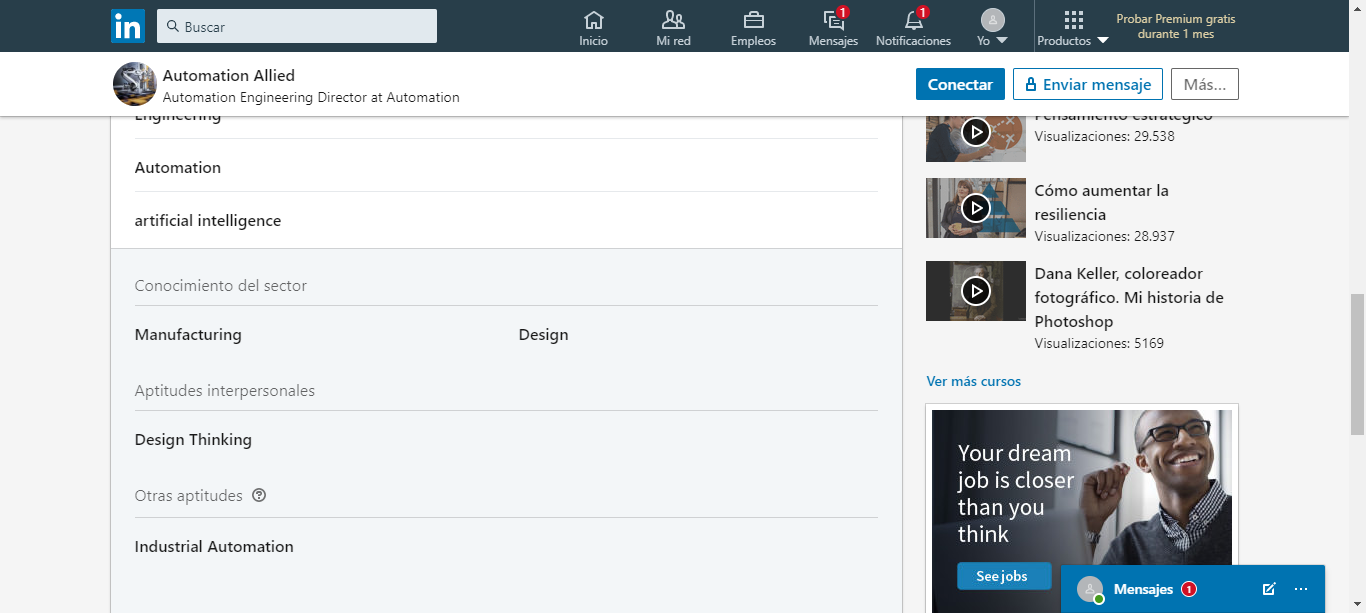 in
Buscar
Inicio
Mi red
Empleos
1
Mensajes
1
Notificaciones
Yo
Productos
Probar Premium gratis
durante 1 mes
Automation Allied
Automation Engineering Director at Automation
Conectar
Enviar mensaje
Más...
Engineering
Automation
artificial intelligence
Conocimiento del sector
Manufacturing
Design
Aptitudes interpersonales
Design Thinking
Otras aptitudes ?
Industrial Automation
Pensamiento estratégico
Visualizaciones: 29.538
Cómo aumentar la
resiliencia
Visualizaciones: 28.937
Dana Keller, coloreador
fotográfico. Mi historia de
Photoshop
Visualizaciones: 5169
Ver más cursos
Your dream
job is closer
than you
think
See jobs
Mensajes 1